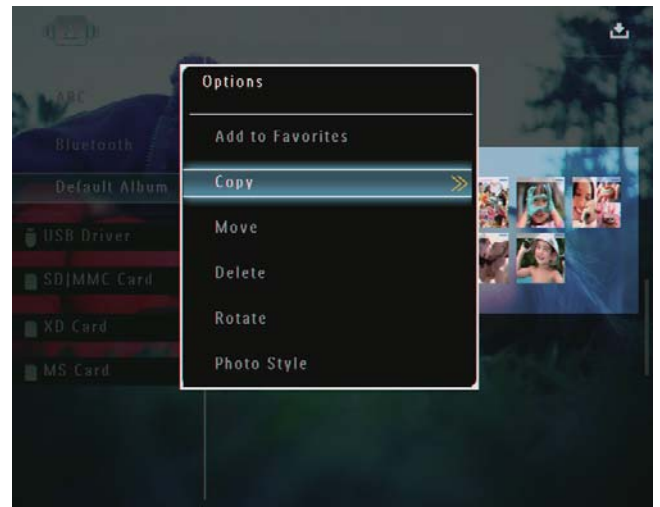 Options
Add to Favorites
Copy
Move
Delete
Rotate
Photo Style
ABC
Bluetooth
Default Album
USB Driver
SD|MMC Card
XD Card
MS Card